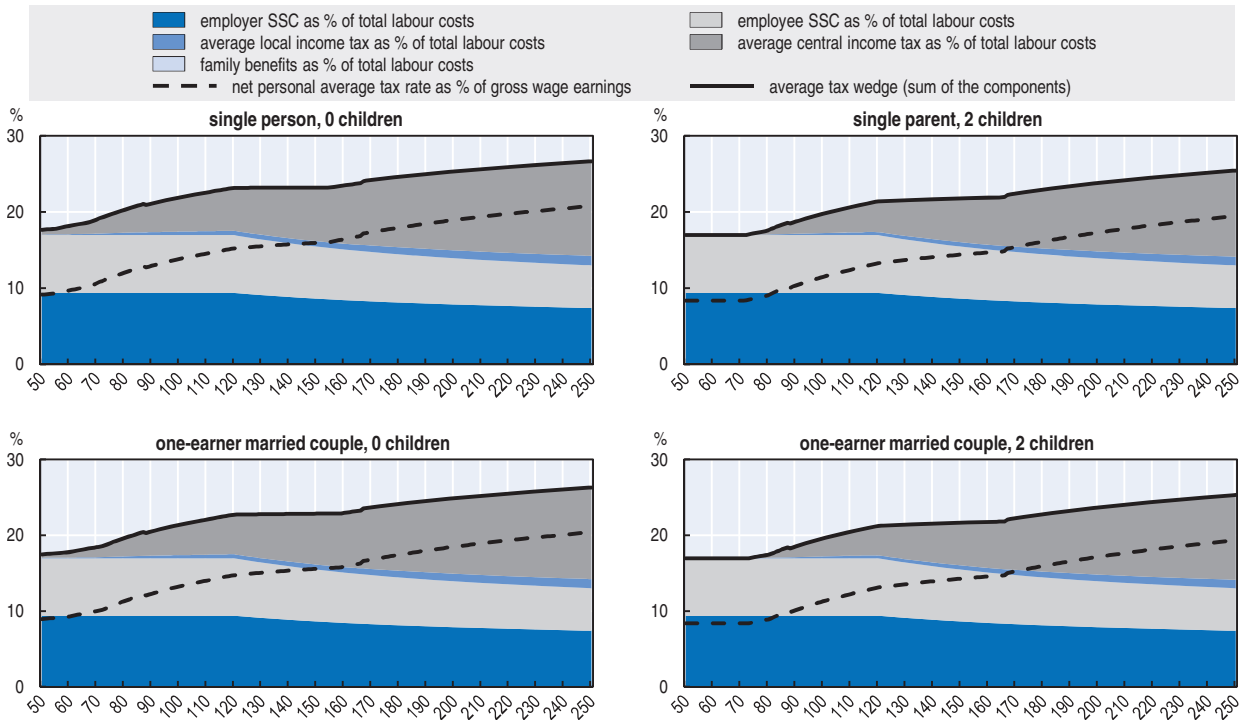 employer SSC as % of total labour costs
employee SSC as % of total labour costs
average local income tax as % of total labour costs
average central income tax as % of total labour costs
family benefits as % of total labour costs
net personal average tax rate as % of gross wage earnings
average tax wedge (sum of the components)
%
single person, 0 children
30
20
10
0
50 60 70 80 90 100 110 120 130 140 150 160 170 180 190 200 210 220 230 240 250
%
single parent, 2 children
30
20
10
0
50 60 70 80 90 100 110 120 130 140 150 160 170 180 190 200 210 220 230 240 250
%
one-earner married couple, 0 children
30
20
10
0
50 60 70 80 90 100 110 120 130 140 150 160 170 180 190 200 210 220 230 240 250
%
one-earner married couple, 2 children
30
20
10
0
50 60 70 80 90 100 110 120 130 140 150 160 170 180 190 200 210 220 230 240 250